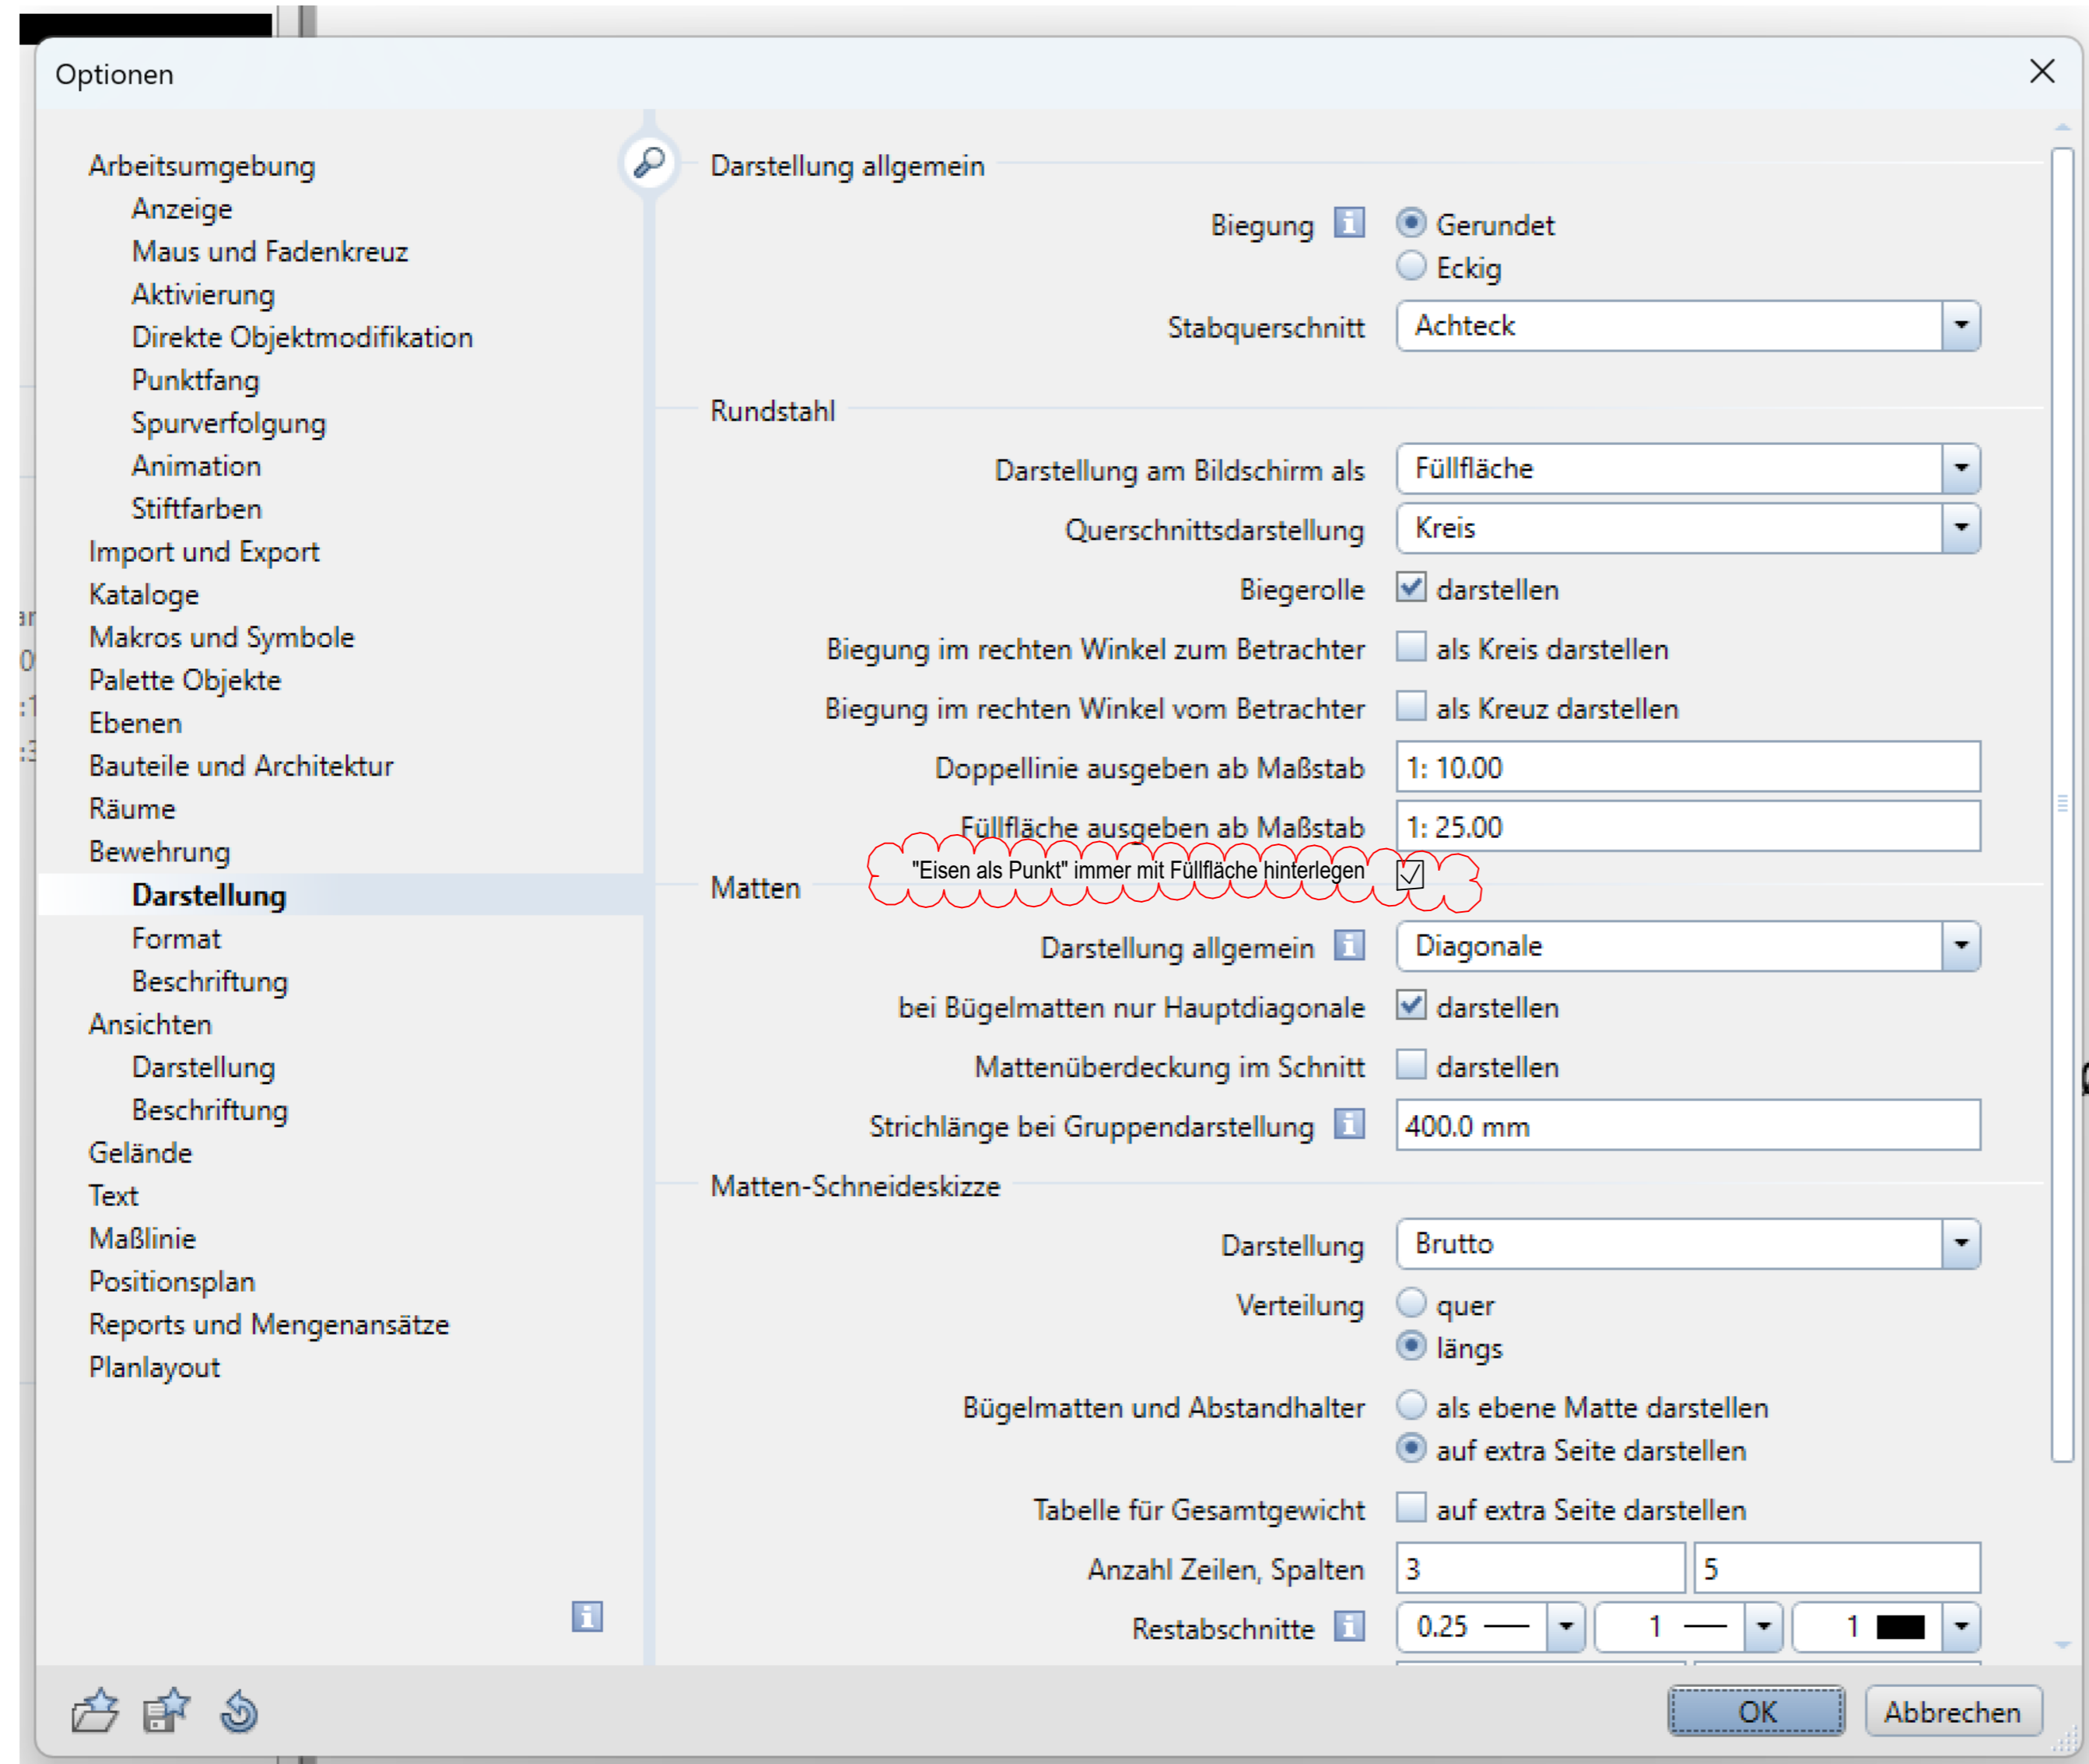 Optionen
Arbeitsumgebung
Anzeige
Maus und Fadenkreuz
Aktivierung
Direkte Objektmodifikation
Punktfang
Spurverfolgung
Animation
Stiftfarben
Import und Export
Kataloge
Makros und Symbole
Palette Objekte
Ebenen
Bauteile und Architektur
Räume
Bewehrung
Darstellung
Format
Beschriftung
Ansichten
Darstellung
Beschriftung
Gelände
Text
Maßlinie
Positionsplan
Reports und Mengenansätze
Planlayout
Darstellung allgemein
Biegung Gerundet
Eckig
Stabquerschnitt Achteck
Rundstahl
Darstellung am Bildschirm als Füllfläche
Querschnittsdarstellung Kreis
Biegerolle darstellen
Biegung im rechten Winkel zum Betrachter als Kreis darstellen
Biegung im rechten Winkel vom Betrachter als Kreuz darstellen
Doppellinie ausgeben ab Maßstab 1: 10.00
Füllfläche ausgeben ab Maßstab 1: 25.00
"Eisen als Punkt" immer mit Füllfläche hinterlegen
Matten
Darstellung allgemein Diagonale
bei Bügelmatten nur Hauptdiagonale darstellen
Mattenüberdeckung im Schnitt darstellen
Strichlänge bei Gruppendarstellung 400.0 mm
Matten-Schneideskizze
Darstellung Brutto
Verteilung quer
längs
Bügelmatten und Abstandhalter als ebene Matte darstellen
auf extra Seite darstellen
Tabelle für Gesamtgewicht auf extra Seite darstellen
Anzahl Zeilen, Spalten 3 5
Restabschnitte 0.25 1 1
OK Abbrechen